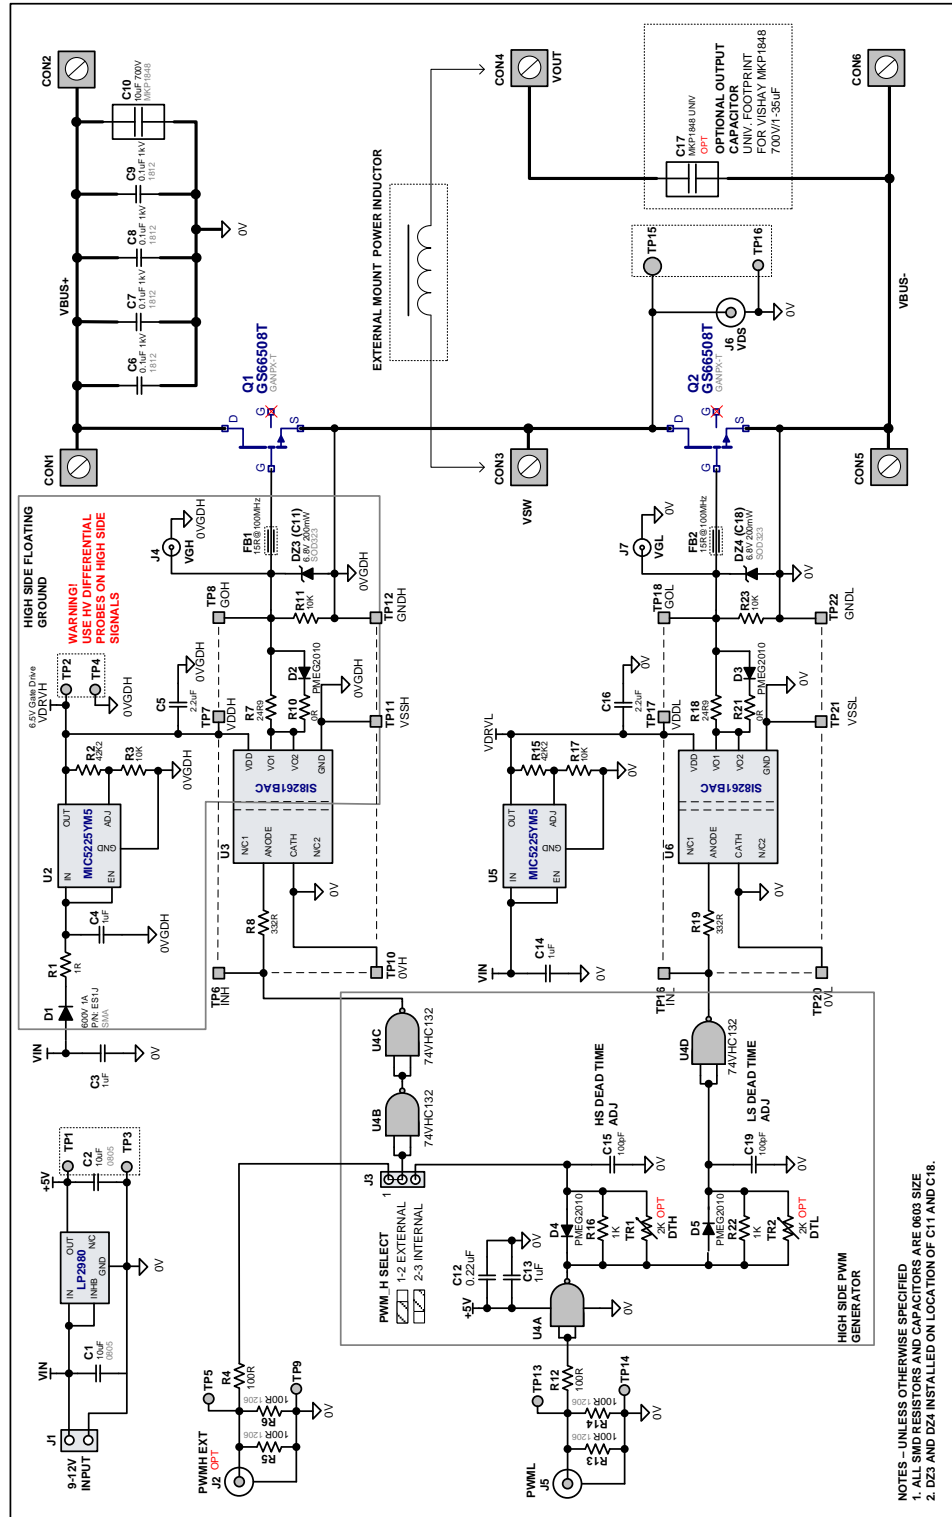 9-12V
INPUT
J1
VIN
C1
10uF
0805
LP2980
IN
OUT
INHB
N/C
GND
0V
+5V
TP1
C2
10uF
0805
TP3
VIN
C3
1uF
0V
D1
600V 1A
P/N: ES1J
SMA
R1
1R
C4
1uF
0VGDH
U2
MIC5225YM5
IN
OUT
EN
ADJ
GND
R2
42K2
R3
10K
0VGDH
6.5V Gate Drive
VDRVH
TP2
TP4
0VGDH
HIGH SIDE FLOATING
GROUND
WARNING!
USE HV DIFFERENTIAL
PROBES ON HIGH SIDE
SIGNALS
C5
2.2uF
0VGDH
TP7
VDDH
TP8
GOH
J4
VGH
0VGDH
TP6
INH
R8
332R
TP10
0VH
0V
U3
SI8261BAC
N/C1
ANODE
CATH
N/C2
VDD
VO1
VO2
GND
R7
24R9
R10
0R
D2
PMEG2010
0VGDH
TP11
VSSH
R11
10K
TP12
GNDH
FB1
15R@100MHz
DZ3 (C11)
6.8V 200mW
SOD323
0VGDH
Q1
GS66508T
GANPX-T
D
G
G
S
CON1
CON2
VBUS+
C6
0.1uF 1kV
1812
C7
0.1uF 1kV
1812
C8
0.1uF 1kV
1812
C9
0.1uF 1kV
1812
C10
10uF 700V
MKP1848
0V
EXTERNAL MOUNT POWER INDUCTOR
CON3
VSW
CON4
VOUT
C17
MKP1848 UNIV
OPT
OPTIONAL OUTPUT
CAPACITOR
UNIV. FOOTPRINT
FOR VISHAY MKP1848
700V/1-35uF
TP15
TP16
J6
VDS
0V
Q2
GS66508T
GANPX-T
D
G
G
S
CON5
CON6
VBUS-
PWMH EXT
OPT
J2
R5
100R
1206
R6
100R
1206
TP5
TP9
0V
R4
100R
J3
1
PWM_H SELECT
1-2 EXTERNAL
2-3 INTERNAL
U4B
74VHC132
U4C
74VHC132
PWML
J5
R13
100R
1206
R14
100R
1206
TP13
TP14
0V
R12
100R
U4A
+5V
0V
C12
0.22uF
C13
1uF
0V
D4
PMEG2010
R16
1K
TR1
2K OPT
DTH
C15
100pF
0V
HS DEAD TIME
ADJ
D5
PMEG2010
R22
1K
TR2
2K OPT
DTL
C19
100pF
0V
LS DEAD TIME
ADJ
U4D
74VHC132
HIGH SIDE PWM
GENERATOR
VIN
C14
1uF
0V
U5
MIC5225YM5
IN
OUT
EN
ADJ
GND
R15
42K2
R17
10K
0V
VDRVL
C16
2.2uF
0V
TP17
VDDL
TP18
GOL
J7
VGL
0V
TP16
INL
R19
332R
TP20
0VL
0V
U6
SI8261BAC
N/C1
ANODE
CATH
N/C2
VDD
VO1
VO2
GND
R18
24R9
R21
0R
D3
PMEG2010
0V
TP21
VSSL
R23
10K
TP22
GNDL
FB2
15R@100MHz
DZ4 (C18)
6.8V 200mW
SOD323
0V
NOTES – UNLESS OTHERWISE SPECIFIED
1. ALL SMD RESISTORS AND CAPACITORS ARE 0603 SIZE
2. DZ3 AND DZ4 INSTALLED ON LOCATION OF C11 AND C18.